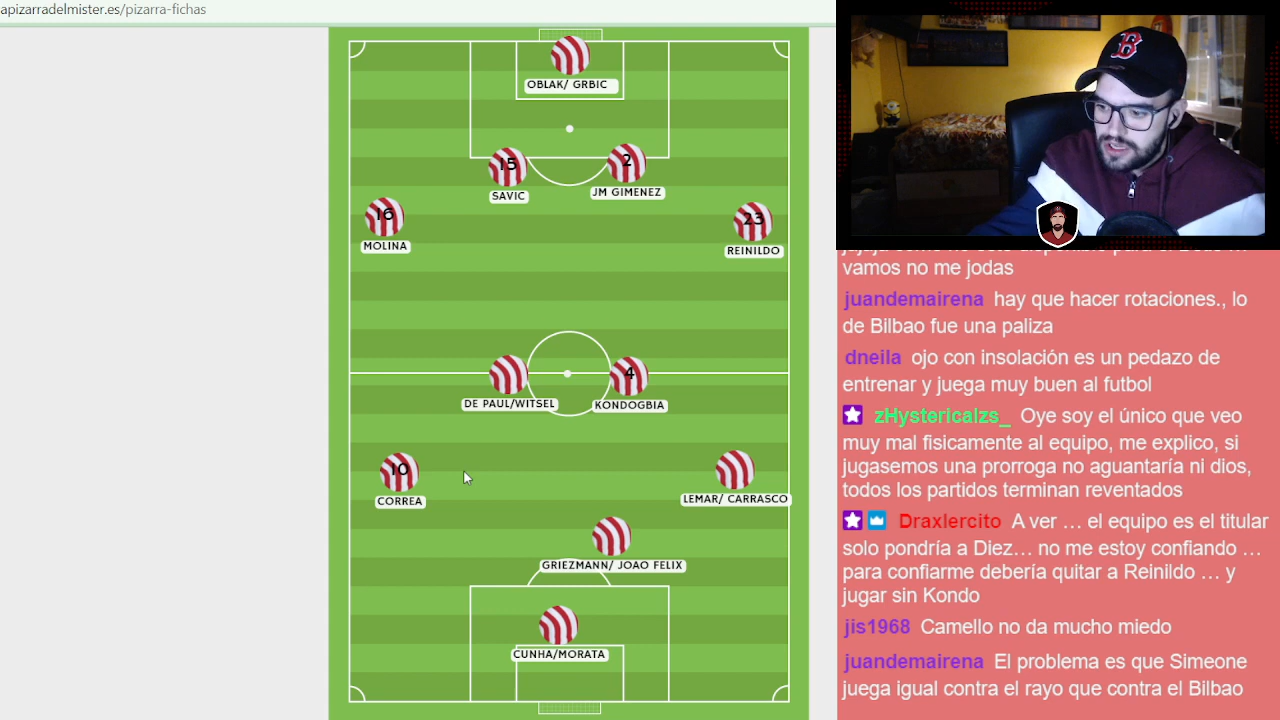 apizarradelmister.es/pizarra-fichas
OBLAK/ GRBIC
15
SAVIC
2
JM GIMENEZ
16
MOLINA
23
REINILDO
DE PAUL/WITSEL
4
KONDOGBIA
10
CORREA
LEMAR/ CARRASCO
GRIEZMANN/ JOAO FELIX
CUNHA/MORATA
B
vamos no me jodas
juandemairena hay que hacer rotaciones., lo
de Bilbao fue una paliza
dneila ojo con insolación es un pedazo de
entrenar y juega muy buen al futbol
zHystericalzs_ Oye soy el único que veo
muy mal fisicamente al equipo, me explico, si
jugasemos una prorroga no aguantaría ni dios,
todos los partidos terminan reventados
Draxlercito A ver … el equipo es el titular
solo pondría a Diez… no me estoy confiando …
para confiarme debería quitar a Reinildo … y
jugar sin Kondo
jis1968 Camello no da mucho miedo
juandemairena El problema es que Simeone
juega igual contra el rayo que contra el Bilbao